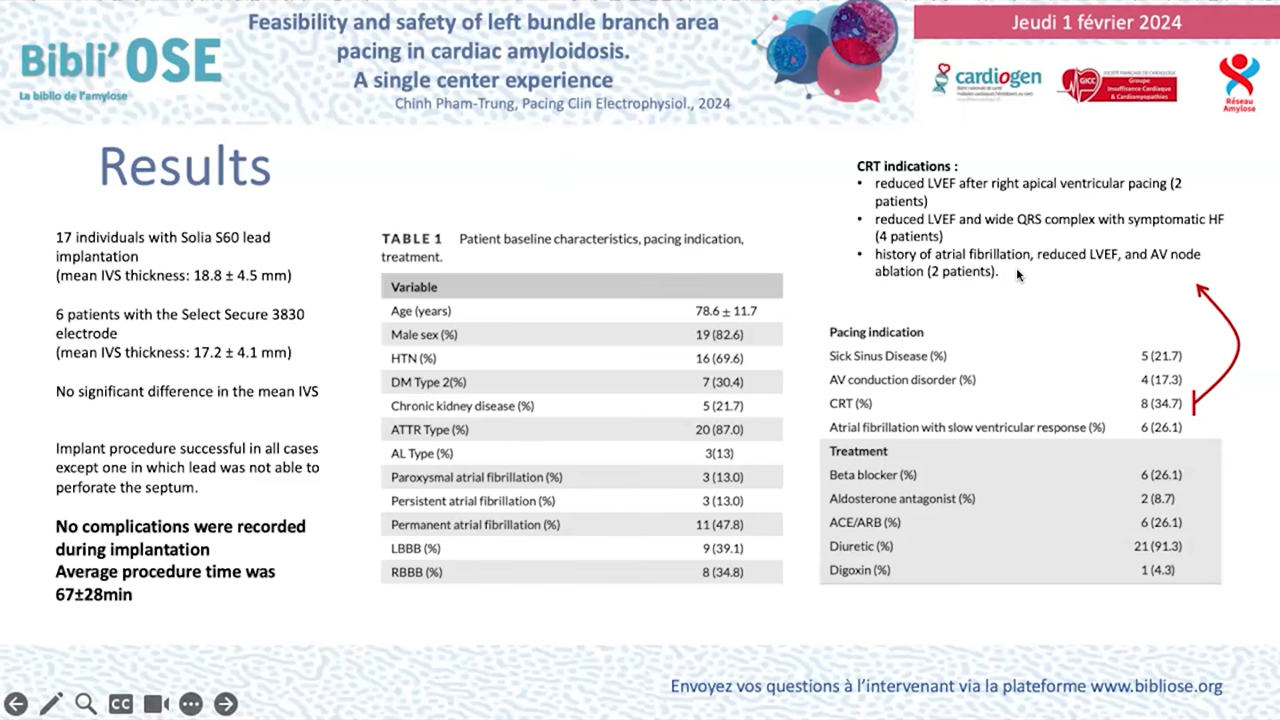 Feasibility and safety of left bundle branch area
pacing in cardiac amyloidosis.
A single center experience
Chinh Pham-Trung, Pacing Clin Electrophysiol., 2024
Bibli'OSE
La biblio de l'amylose
Jeudi 1 février 2024
cardiogen
GICC
SOCIÉTÉ FRANÇAISE DE CARDIOLOGIE
Groupe
Insuffisance Cardiaque
& Cardiomyopathies
Réseau
Amylose
Results
17 individuals with Solia S60 lead
implantation
(mean IVS thickness: 18.8 ± 4.5 mm)
6 patients with the Select Secure 3830
electrode
(mean IVS thickness: 17.2 ± 4.1 mm)
No significant difference in the mean IVS
Implant procedure successful in all cases
except one in which lead was not able to
perforate the septum.
No complications were recorded
during implantation
Average procedure time was
67±28min
TABLE 1 Patient baseline characteristics, pacing indication,
treatment.
Variable
Age (years) 78.6 ± 11.7
Male sex (%) 19 (82.6)
HTN (%) 16 (69.6)
DM Type 2(%) 7 (30.4)
Chronic kidney disease (%) 5 (21.7)
ATTR Type (%) 20 (87.0)
AL Type (%) 3(13)
Paroxysmal atrial fibrillation (%) 3 (13.0)
Persistent atrial fibrillation (%) 3 (13.0)
Permanent atrial fibrillation (%) 11 (47.8)
LBBB (%) 9 (39.1)
RBBB (%) 8 (34.8)
CRT indications :
• reduced LVEF after right apical ventricular pacing (2
patients)
• reduced LVEF and wide QRS complex with symptomatic HF
(4 patients)
• history of atrial fibrillation, reduced LVEF, and AV node
ablation (2 patients).
Pacing indication
Sick Sinus Disease (%) 5 (21.7)
AV conduction disorder (%) 4 (17.3)
CRT (%) 8 (34.7)
Atrial fibrillation with slow ventricular response (%) 6 (26.1)
Treatment
Beta blocker (%) 6 (26.1)
Aldosterone antagonist (%) 2 (8.7)
ACE/ARB (%) 6 (26.1)
Diuretic (%) 21 (91.3)
Digoxin (%) 1 (4.3)
CC
Envoyez vos questions à l'intervenant via la plateforme www.bibliose.org